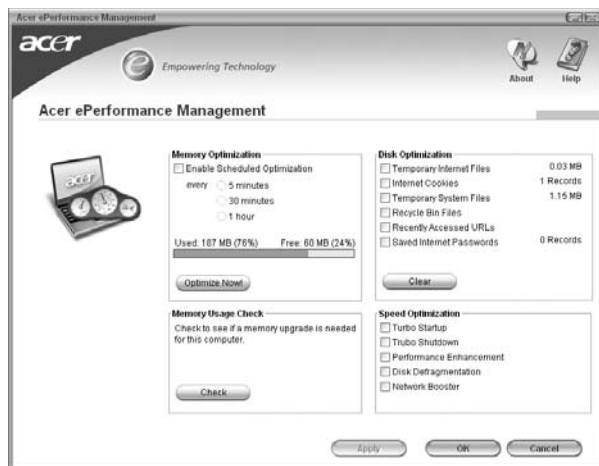 Acer ePerformance Management
acer
e Empowering Technology
About
Help
Acer ePerformance Management
acer
Memory Optimization
Enable Scheduled Optimization
every
5 minutes
30 minutes
1 hour
Used: 187 MB (76%) Free: 60 MB (24%)
Optimize Now!
Disk Optimization
Temporary Internet Files 0.03 MB
Internet Cookies 1 Records
Temporary System Files 1.15 MB
Recycle Bin Files
Recently Accessed URLs
Saved Internet Passwords 0 Records
Clear
Memory Usage Check
Check to see if a memory upgrade is needed
for this computer.
Check
Speed Optimization
Turbo Startup
Trubo Shutdown
Performance Enhancement
Disk Defragmentation
Network Booster
Apply
OK
Cancel